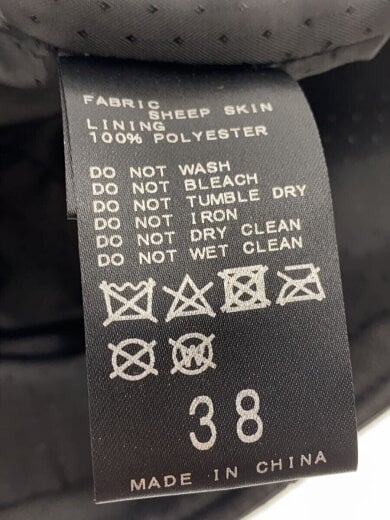 FABRIC
SHEEP SKIN
LINING
100% POLYESTER
DO NOT WASH
DO NOT BLEACH
DO NOT TUMBLE DRY
DO NOT IRON
DO NOT DRY CLEAN
DO NOT WET CLEAN
W
38
MADE IN CHINA